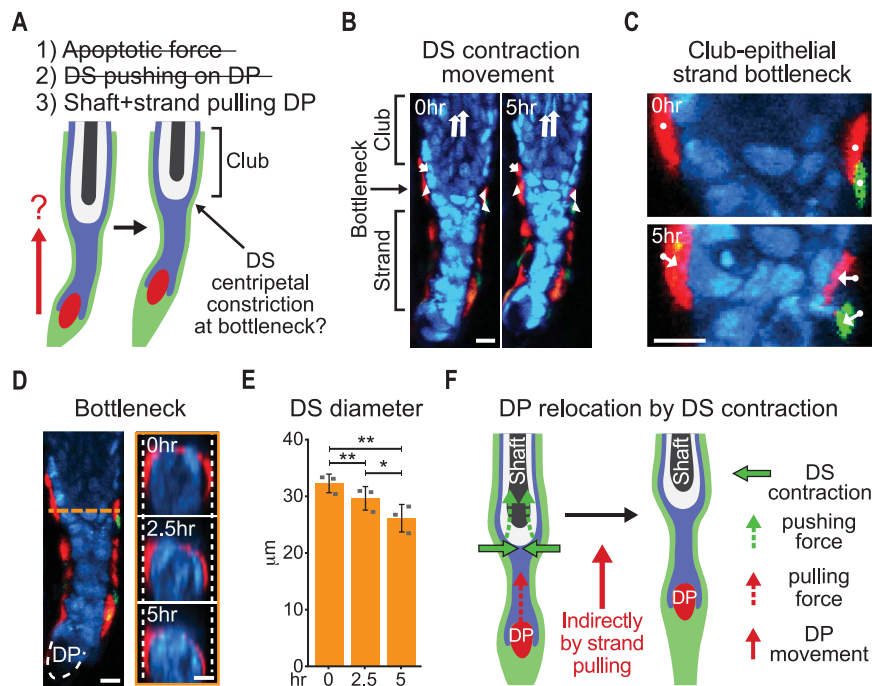 A
1) Apoptotic force
2) DS pushing on DP
3) Shaft+strand pulling DP
Club
?
DS
centripetal
constriction
at bottleneck?
B
DS contraction
movement
0hr
5hr
Club
Bottleneck
Strand
C
Club-epithelial
strand bottleneck
0hr
5hr
D
Bottleneck
DP
0hr
2.5hr
5hr
E
DS diameter
40
30
20
10
0
μm
**
**
*
hr
0
2.5
5
F
DP relocation by DS contraction
Shaft
DP
Indirectly
by strand
pulling
Shaft
DP
DS
contraction
pushing
force
pulling
force
DP
movement